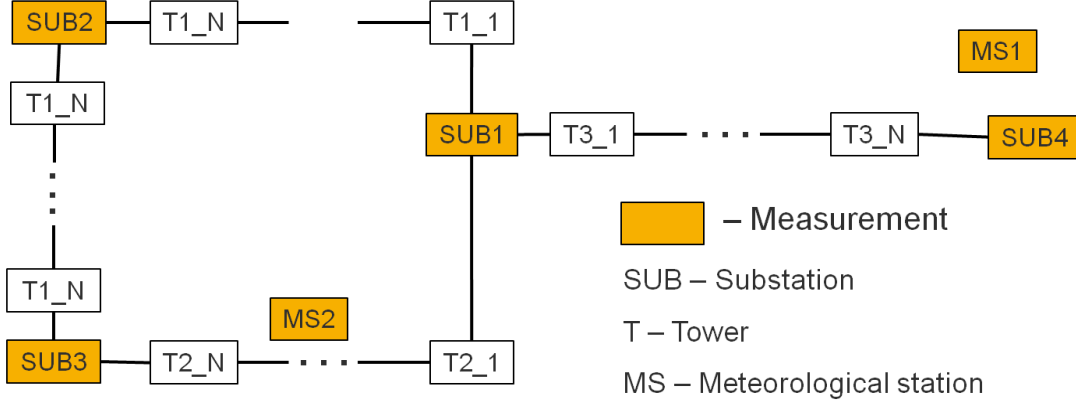 SUB2
T1_N
T1_1
MS1
T1_N
SUB1
T3_1
...
T3_N
SUB4
– Measurement
SUB – Substation
T1_N
MS2
T – Tower
SUB3
T2_N
...
T2_1
MS – Meteorological station